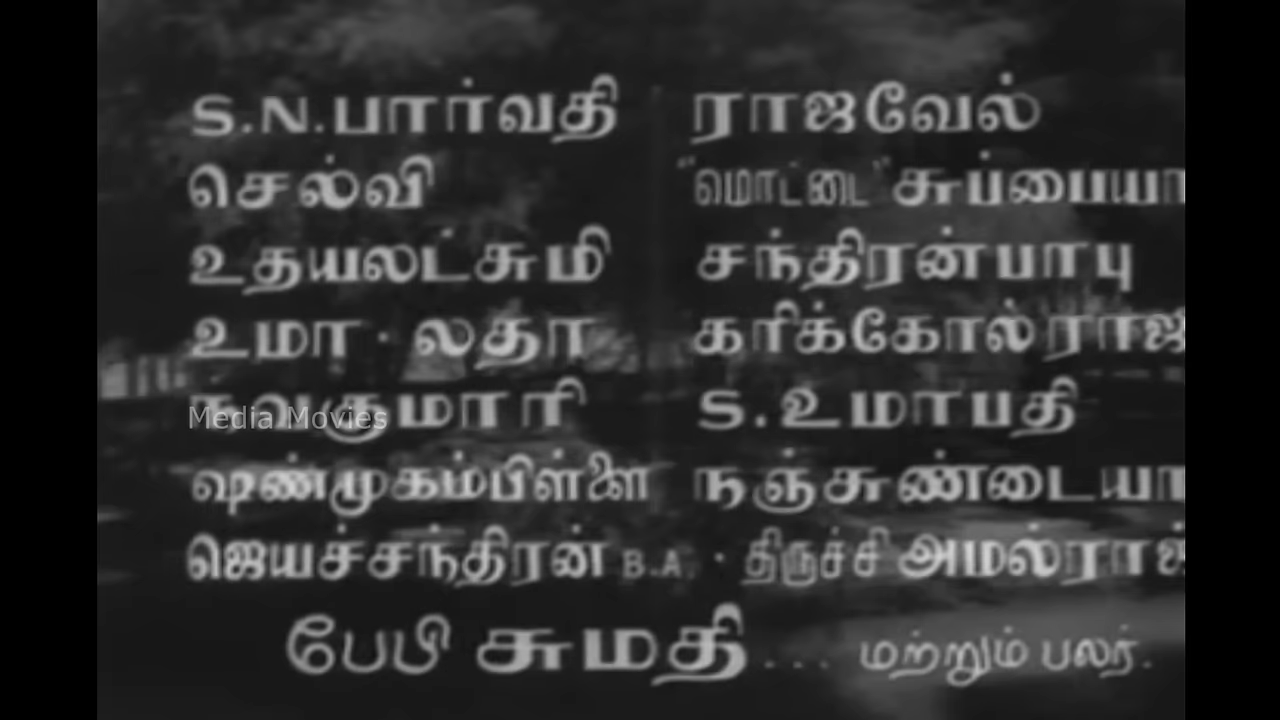 S.N.பார்வதி ராஜவேல்
செல்வி "மொட்டை" சுப்பையா
உதயலட்சுமி சந்திரன்பாபு
உமா · லதா கரிக்கோல்ராஜ
நவகுமாரி S.உமாபதி
Media Movies
ஷண்முகம்பிள்ளை நஞ்சுண்டையா
ஜெயச்சந்திரன் B.A. · திருச்சி அமல்ராஜ்
பேபி சுமதி... மற்றும் பலர்.